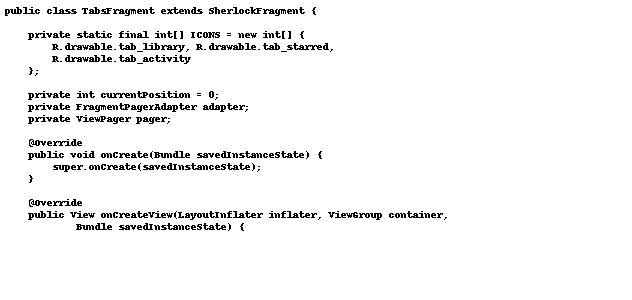 public class TabsFragment extends SherlockFragment {
private static final int[] ICONS = new int[] {
R.drawable.tab_library, R.drawable.tab_starred,
R.drawable.tab_activity
};
private int currentPosition = 0;
private FragmentPagerAdapter adapter;
private ViewPager pager;
@Override
public void onCreate(Bundle savedInstanceState) {
super.onCreate(savedInstanceState);
}
@Override
public View onCreateView(LayoutInflater inflater, ViewGroup container,
Bundle savedInstanceState) {